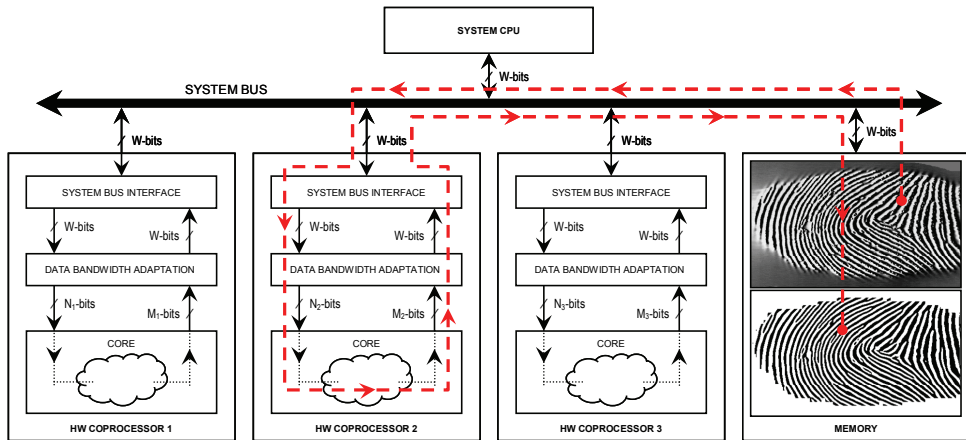 SYSTEM CPU
W-bits
SYSTEM BUS
W-bits
W-bits
W-bits
W-bits
SYSTEM BUS INTERFACE
W-bits
W-bits
DATA BANDWIDTH ADAPTATION
N₁-bits
M₁-bits
CORE
HW COPROCESSOR 1
SYSTEM BUS INTERFACE
W-bits
W-bits
DATA BANDWIDTH ADAPTATION
N₂-bits
M₂-bits
CORE
HW COPROCESSOR 2
SYSTEM BUS INTERFACE
W-bits
W-bits
DATA BANDWIDTH ADAPTATION
N₃-bits
M₃-bits
CORE
HW COPROCESSOR 3
MEMORY